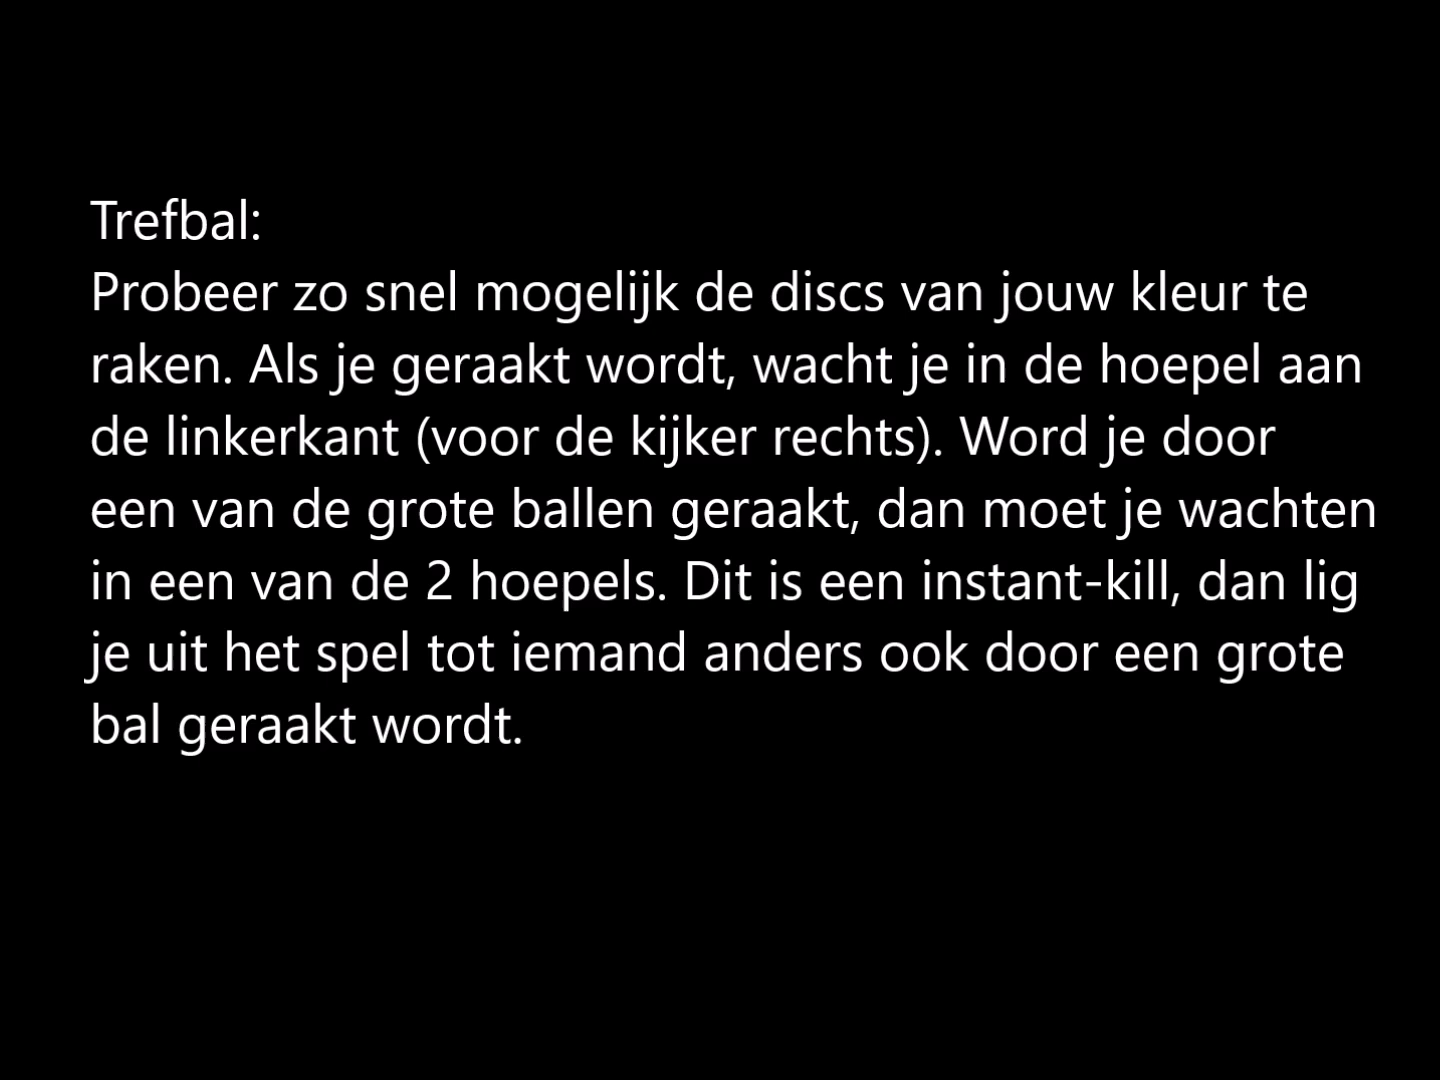 Trefbal:
Probeer zo snel mogelijk de discs van jouw kleur te
raken. Als je geraakt wordt, wacht je in de hoepel aan
de linkerkant (voor de kijker rechts). Word je door
een van de grote ballen geraakt, dan moet je wachten
in een van de 2 hoepels. Dit is een instant-kill, dan lig
je uit het spel tot iemand anders ook door een grote
bal geraakt wordt.